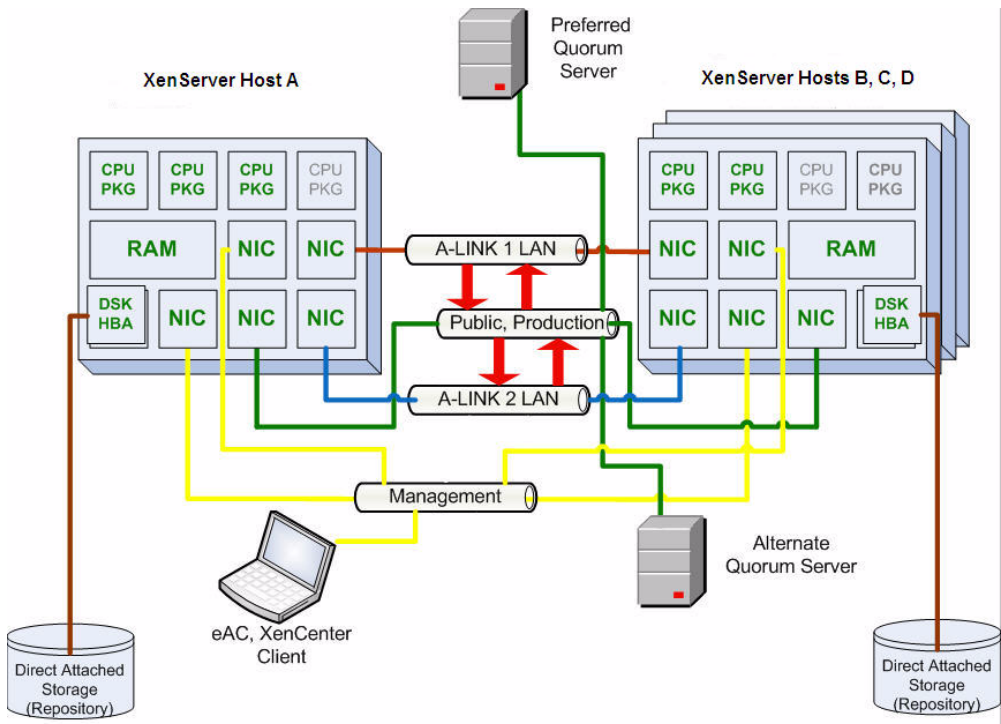 Preferred
Quorum
Server
XenServer Host A
XenServer Hosts B, C, D
CPU
PKG
CPU
PKG
CPU
PKG
CPU
PKG
RAM
NIC
NIC
DSK
HBA
NIC
NIC
NIC
A-LINK 1 LAN
Public, Production
A-LINK 2 LAN
CPU
PKG
CPU
PKG
CPU
PKG
CPU
PKG
NIC
NIC
RAM
NIC
NIC
NIC
DSK
HBA
Management
Alternate
Quorum Server
eAC, XenCenter
Client
Direct Attached
Storage
(Repository)
Direct Attached
Storage
(Repository)